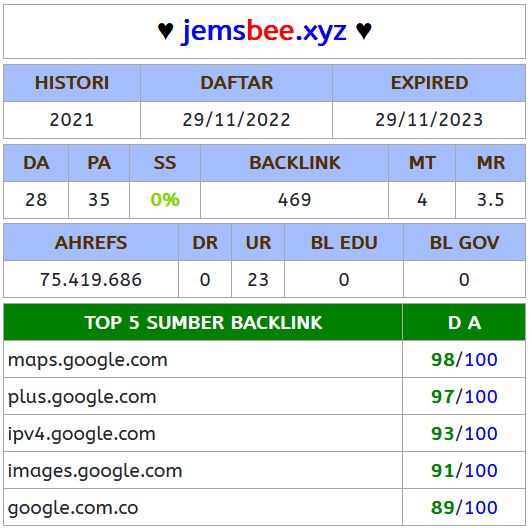 ♥ jemsbee.xyz ♥
HISTORI DAFTAR EXPIRED
2021 29/11/2022 29/11/2023
DA PA SS BACKLINK MT MR
28 35 0% 469 4 3.5
AHREFS DR UR BL EDU BL GOV
75.419.686 0 23 0 0
TOP 5 SUMBER BACKLINK D A
maps.google.com 98/100
plus.google.com 97/100
ipv4.google.com 93/100
images.google.com 91/100
google.com.co 89/100